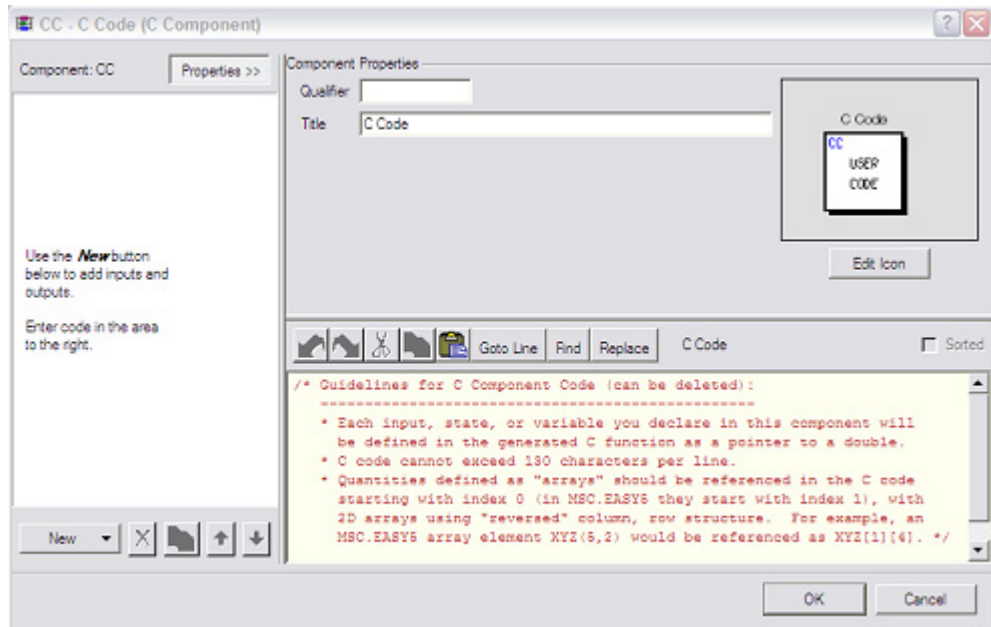 CC - C Code (C Component)
Component: CC
Properties >>
Use the New button
below to add inputs and
outputs.
Enter code in the area
to the right.
New
Component Properties
Qualifier
Title
C Code
C Code
CC
USER
CODE
Edit Icon
Goto Line
Find
Replace
C Code
Sorted
/* Guidelines for C Component Code (can be deleted):
==================================================
* Each input, state, or variable you declare in this component will
be defined in the generated C function as a pointer to a double.
* C code cannot exceed 130 characters per line.
* Quantities defined as "arrays" should be referenced in the C code
starting with index 0 (in MSC.EASY5 they start with index 1), with
2D arrays using "reversed" column, row structure. For example, an
MSC.EASY5 array element XYZ(5,2) would be referenced as XYZ[1][4]. */
OK
Cancel